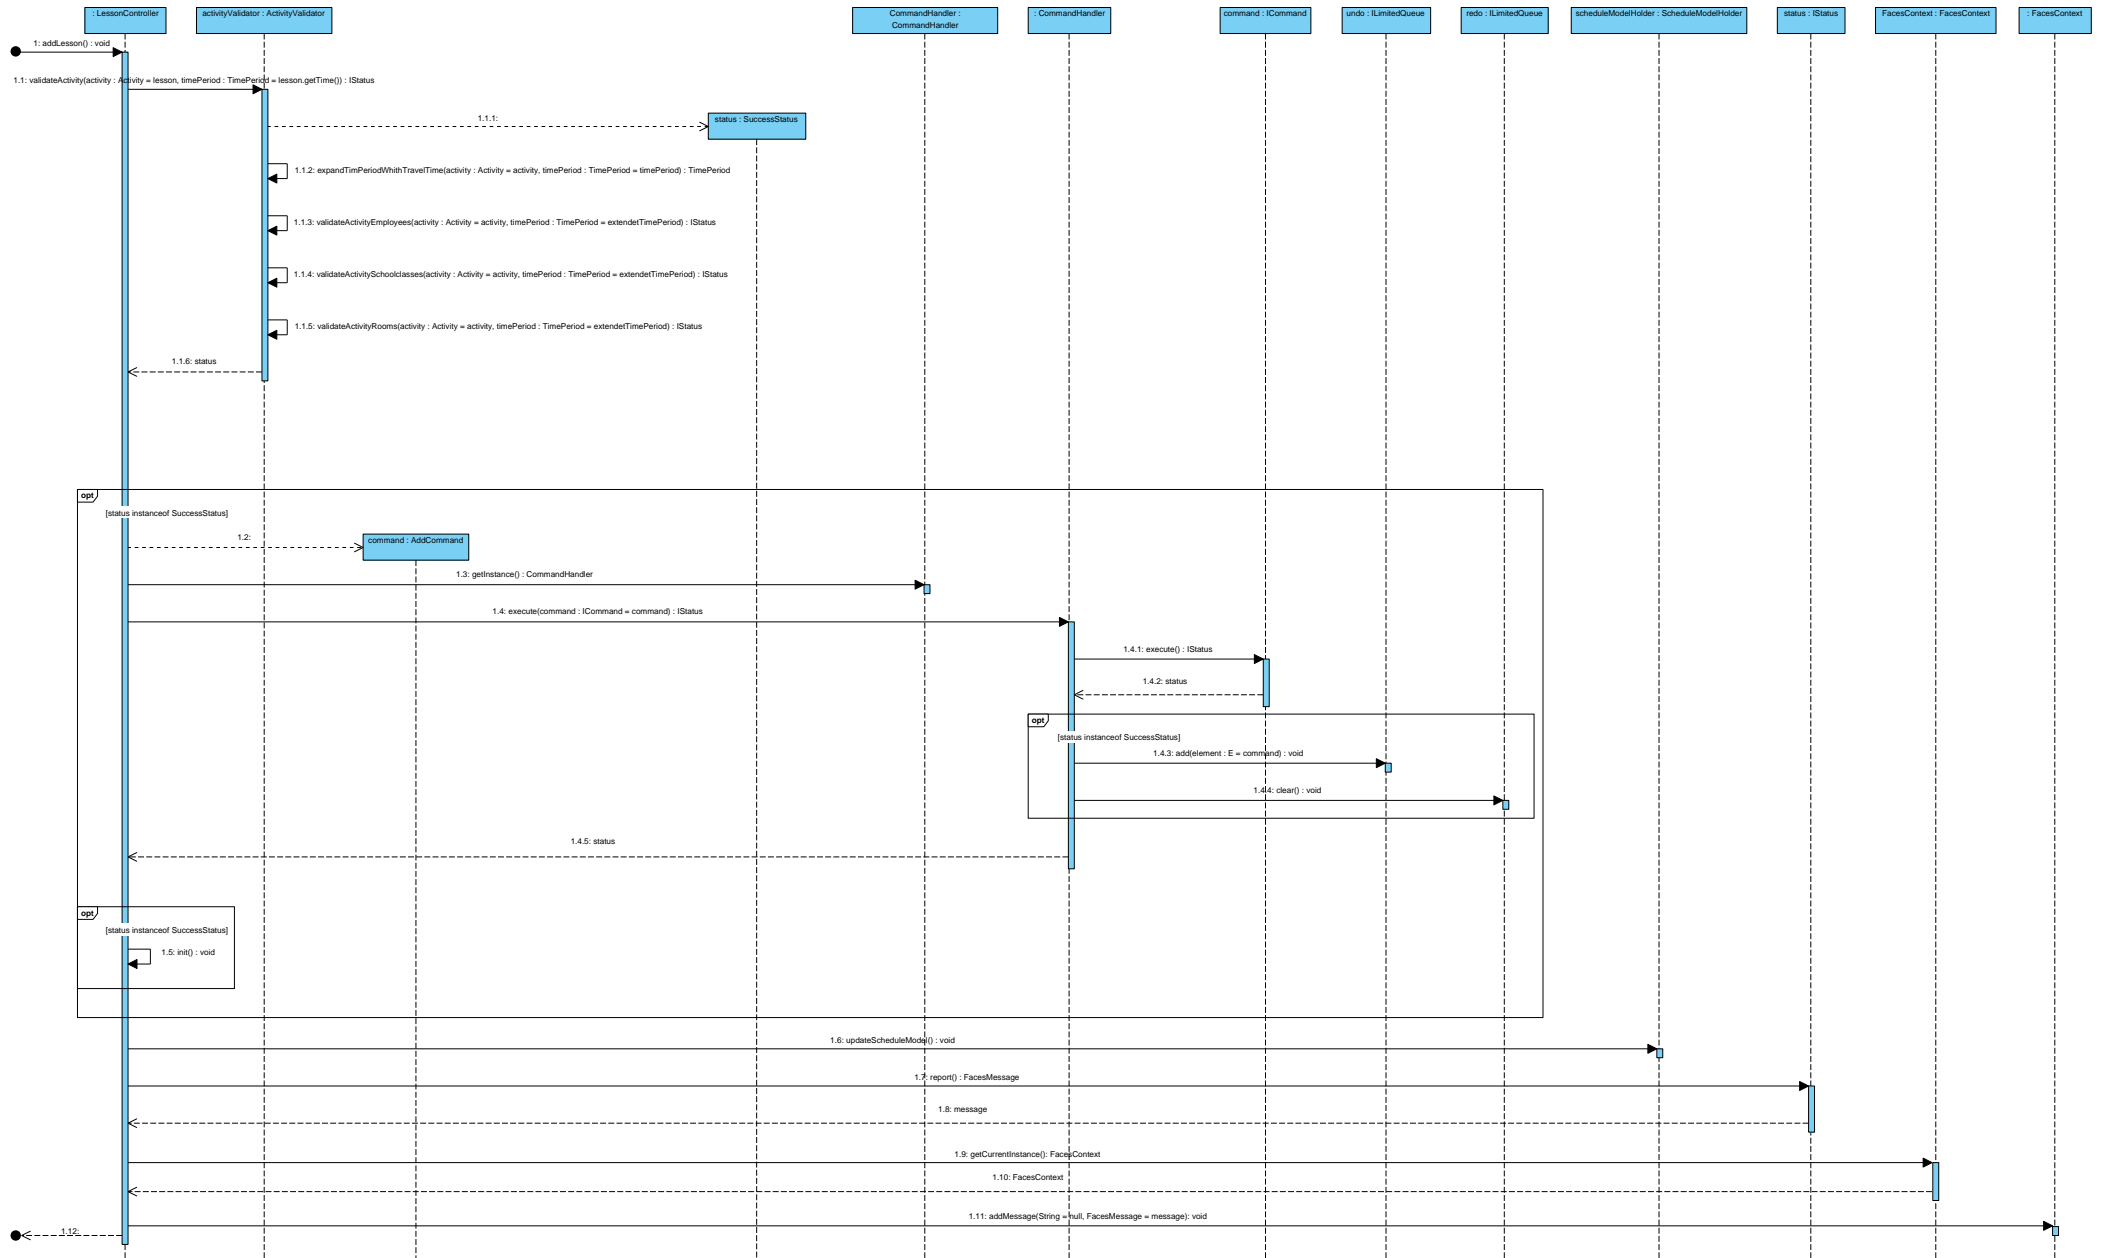 : LessonController
activityValidator : ActivityValidator
CommandHandler :
CommandHandler
: CommandHandler
command : ICommand
undo : ILimitedQueue
redo : ILimitedQueue
scheduleModelHolder : ScheduleModelHolder
status : IStatus
FacesContext : FacesContext
: FacesContext
1: addLesson() : void
1.1: validateActivity(activity : Activity = lesson, timePeriod : TimePeriod = lesson.getTime()) : IStatus
1.1.1:
status : SuccessStatus
1.1.2: expandTimPeriodWhithTravelTime(activity : Activity = activity, timePeriod : TimePeriod = timePeriod) : TimePeriod
1.1.3: validateActivityEmployees(activity : Activity = activity, timePeriod : TimePeriod = extendetTimePeriod) : IStatus
1.1.4: validateActivitySchoolclasses(activity : Activity = activity, timePeriod : TimePeriod = extendetTimePeriod) : IStatus
1.1.5: validateActivityRooms(activity : Activity = activity, timePeriod : TimePeriod = extendetTimePeriod) : IStatus
1.1.6: status
opt
[status instanceof SuccessStatus]
1.2:
command : AddCommand
1.3: getInstance() : CommandHandler
1.4: execute(command : ICommand = command) : IStatus
1.4.1: execute() : IStatus
1.4.2: status
opt
[status instanceof SuccessStatus]
1.4.3: add(element : E = command) : void
1.4.4: clear() : void
1.4.5: status
opt
[status instanceof SuccessStatus]
1.5: init() : void
1.6: updateScheduleModel() : void
1.7: report() : FacesMessage
1.8: message
1.9: getCurrentInstance(): FacesContext
1.10: FacesContext
1.11: addMessage(String = null, FacesMessage = message): void
1.12: